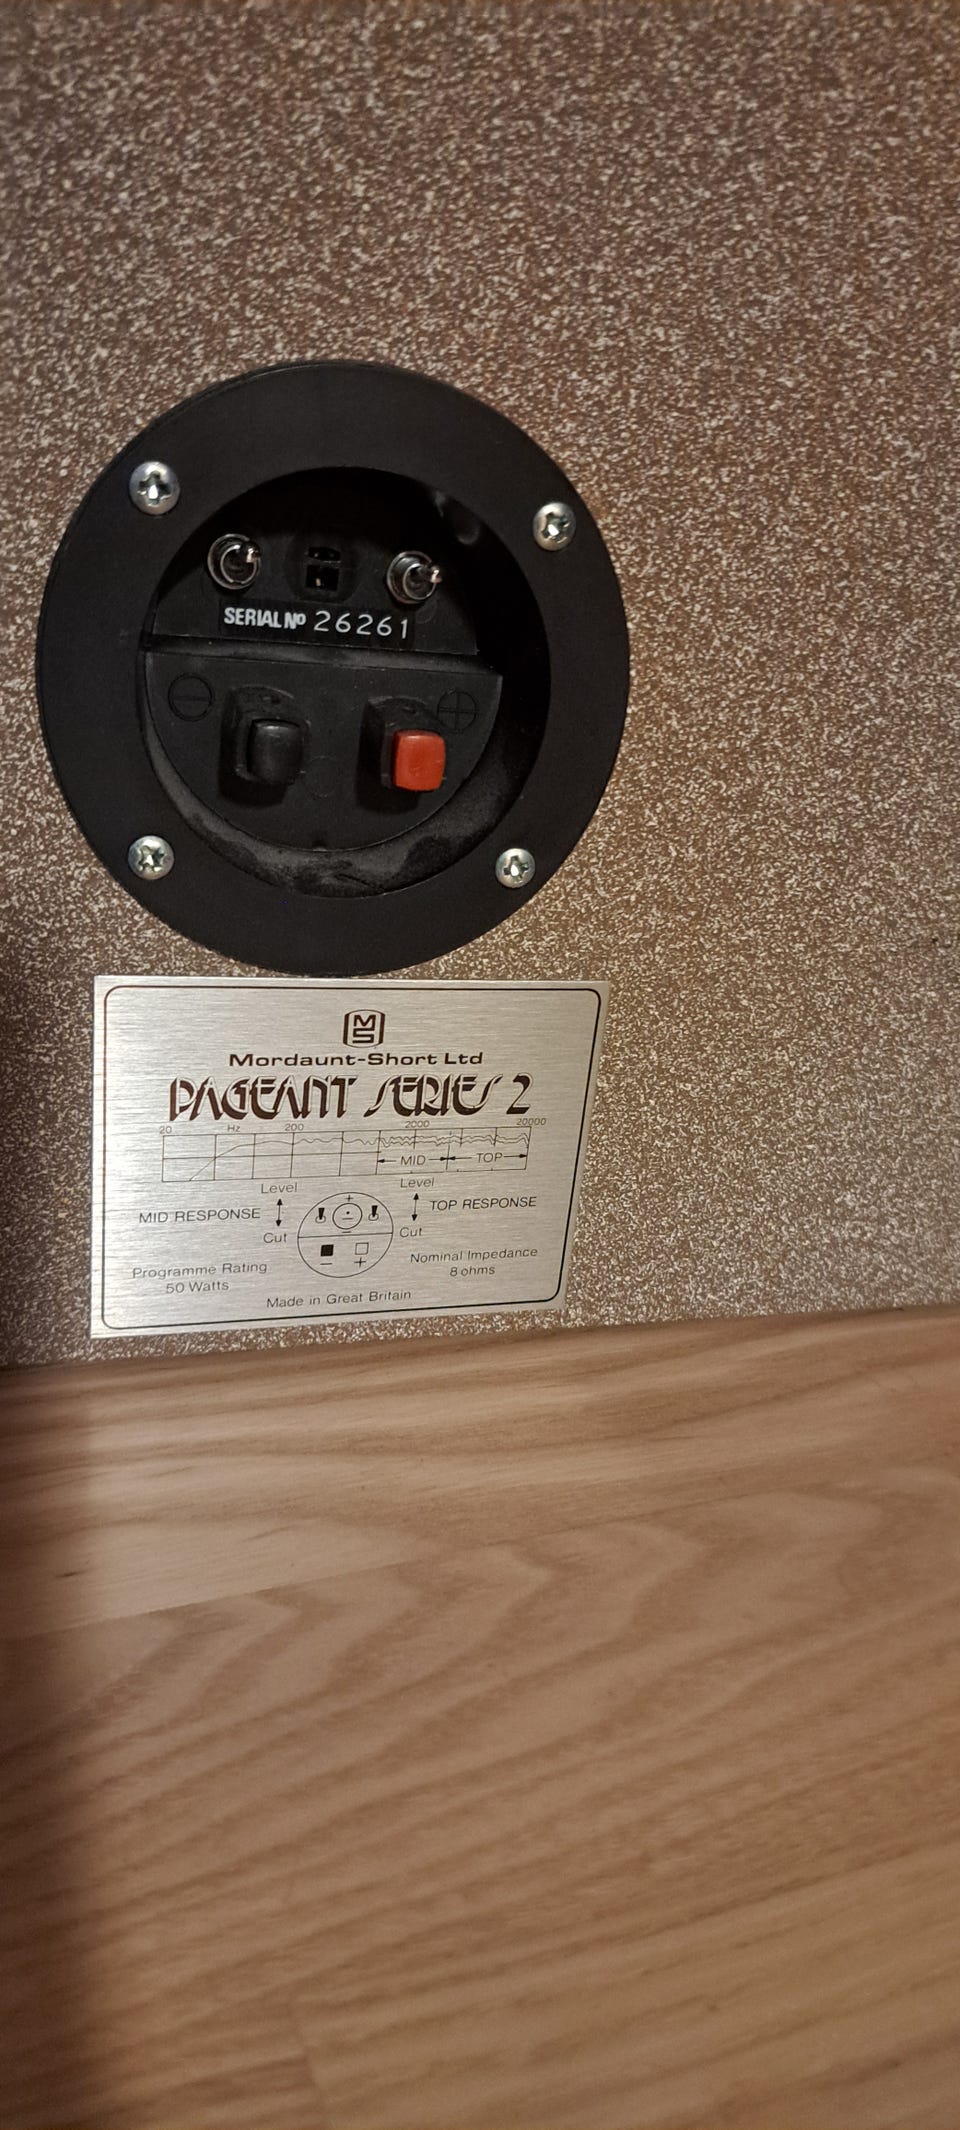 SERIAL Nº 26261
− +
MS
Mordaunt-Short Ltd
PAGEANT SERIES 2
20 Hz 200 2000 20000
MID TOP
Level Level
MID RESPONSE TOP RESPONSE
Cut Cut
+
−
− +
Programme Rating
50 Watts
Nominal Impedance
8 ohms
Made in Great Britain